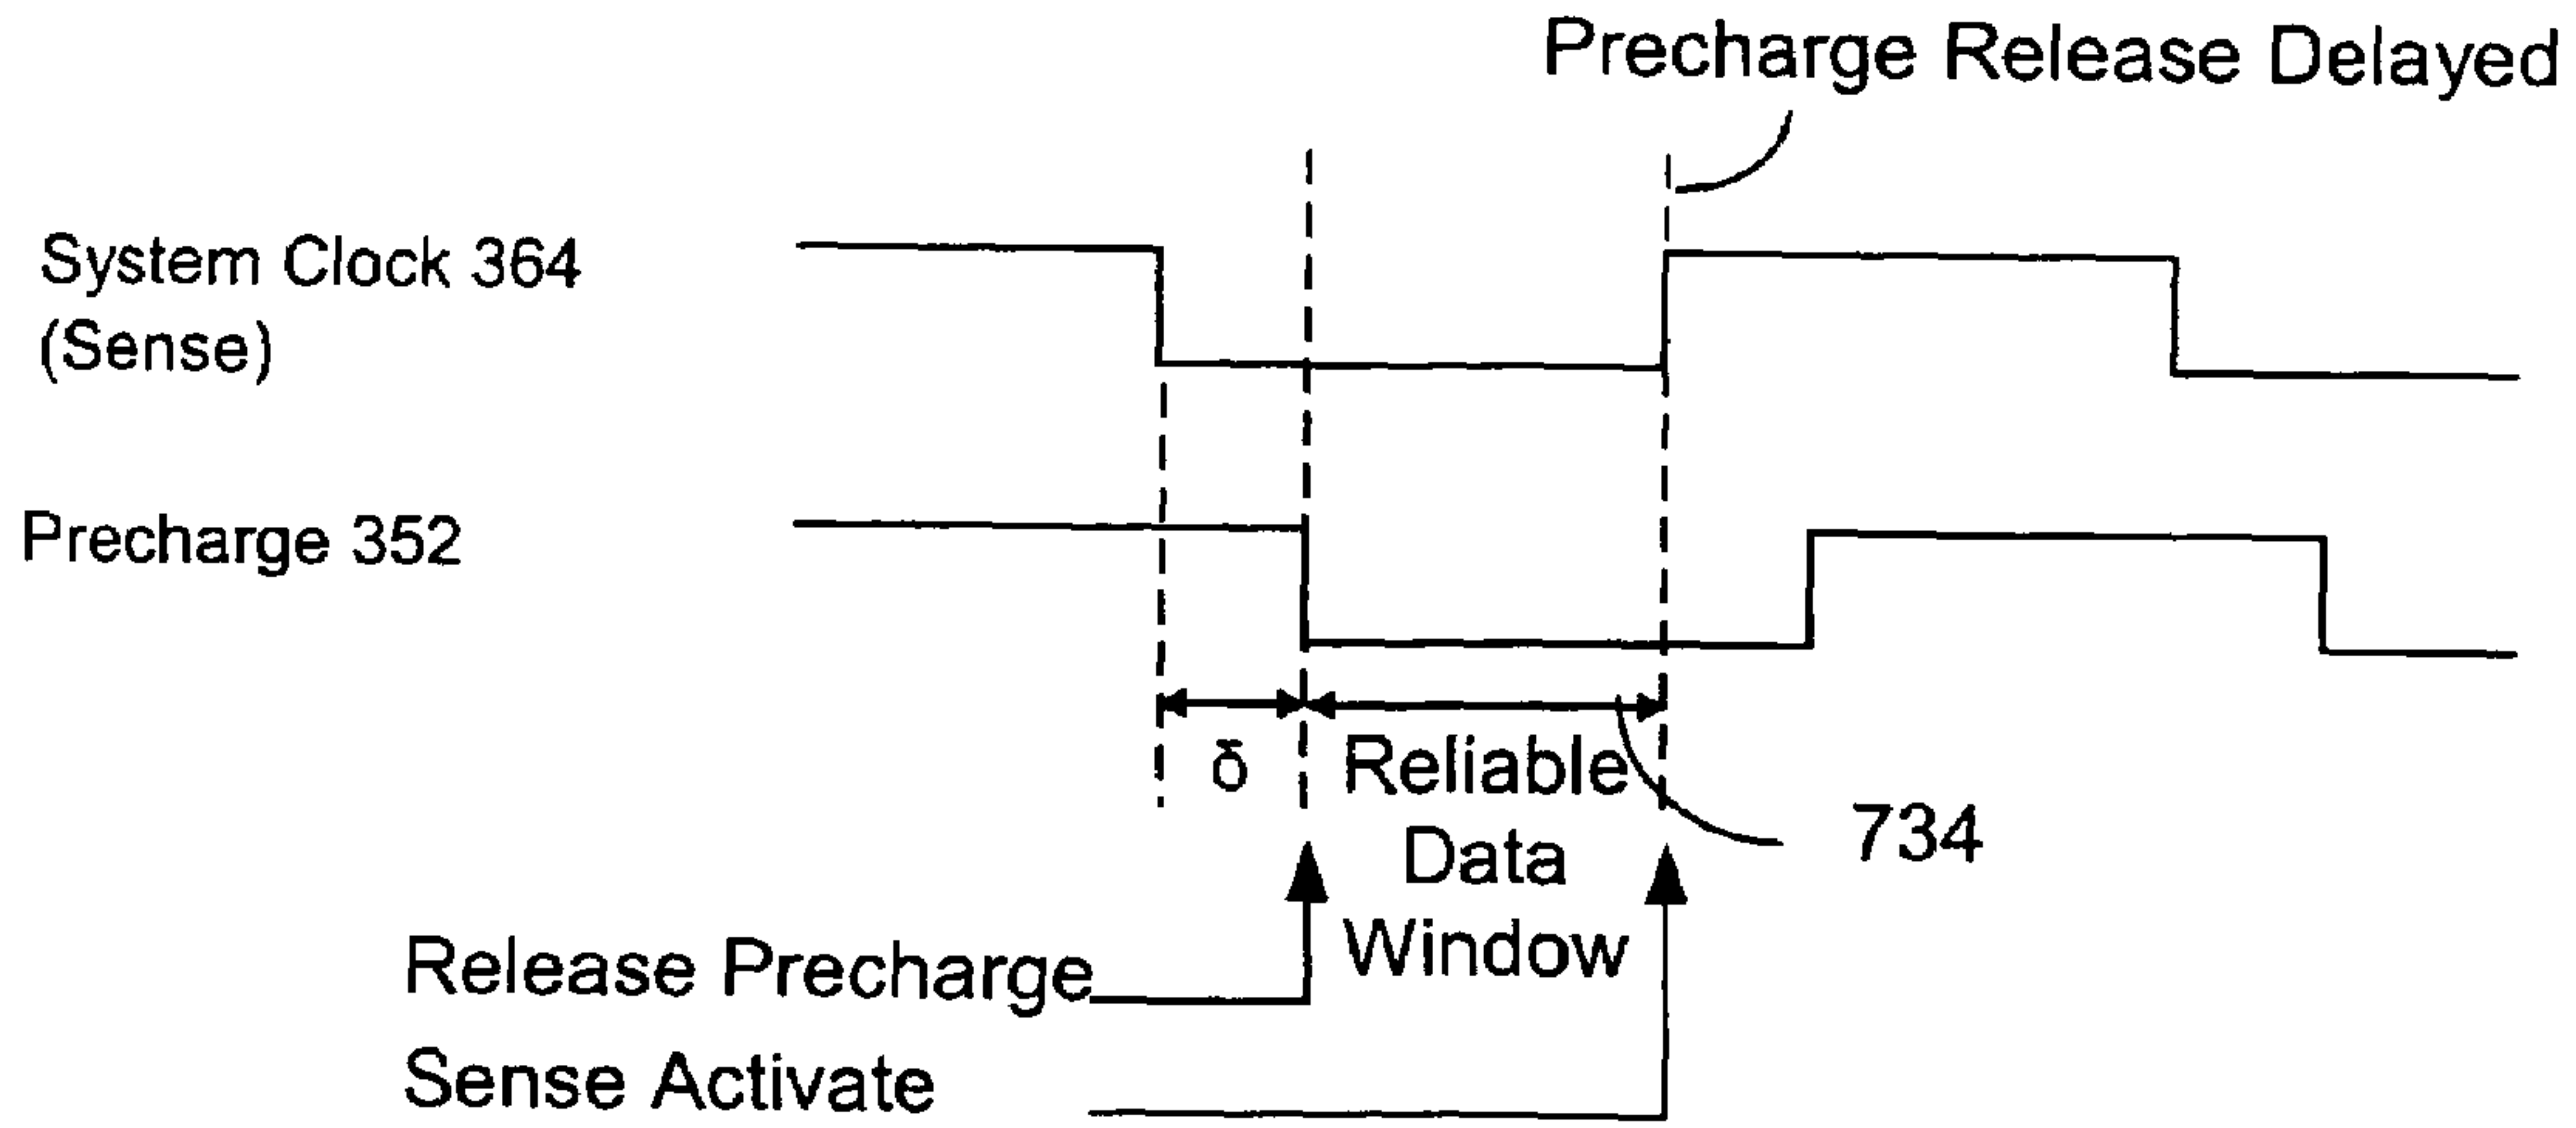 Precharge Release Delayed
System Clock 364
(Sense)
Precharge 352
δ
Reliable
Data
Window
734
Release Precharge
Sense Activate